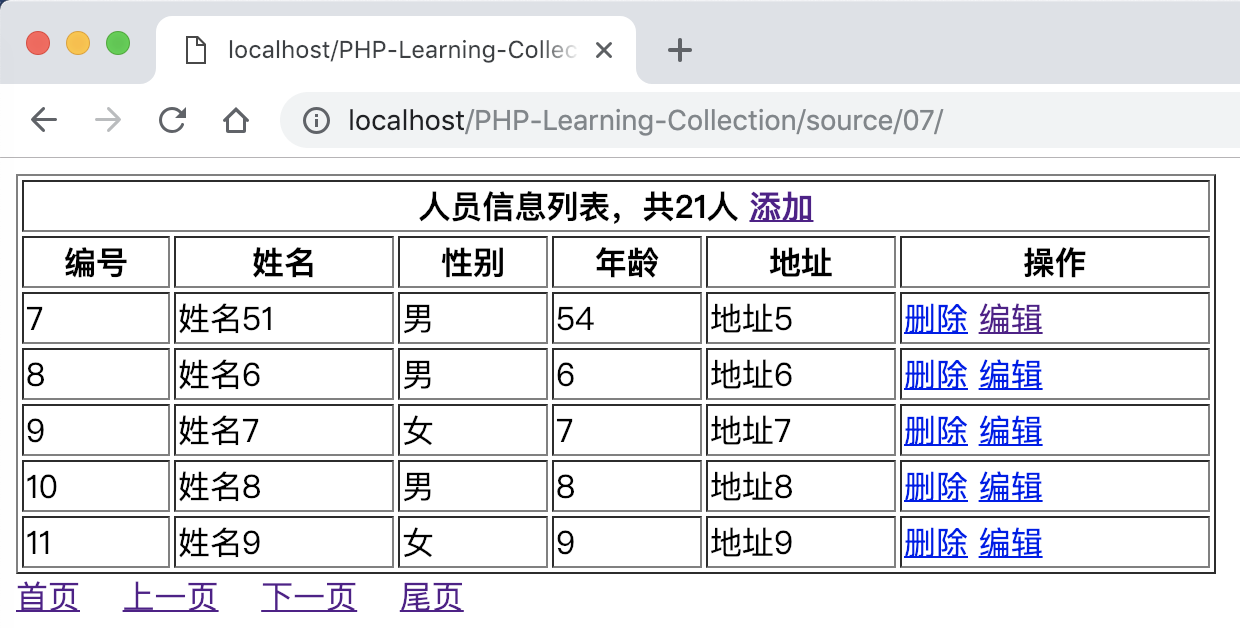 localhost/PHP-Learning-Collec
localhost/PHP-Learning-Collection/source/07/
人员信息列表，共21人 添加
编号 姓名 性别 年龄 地址 操作
7 姓名51 男 54 地址5 删除 编辑
8 姓名6 男 6 地址6 删除 编辑
9 姓名7 女 7 地址7 删除 编辑
10 姓名8 男 8 地址8 删除 编辑
11 姓名9 女 9 地址9 删除 编辑
首页 上一页 下一页 尾页